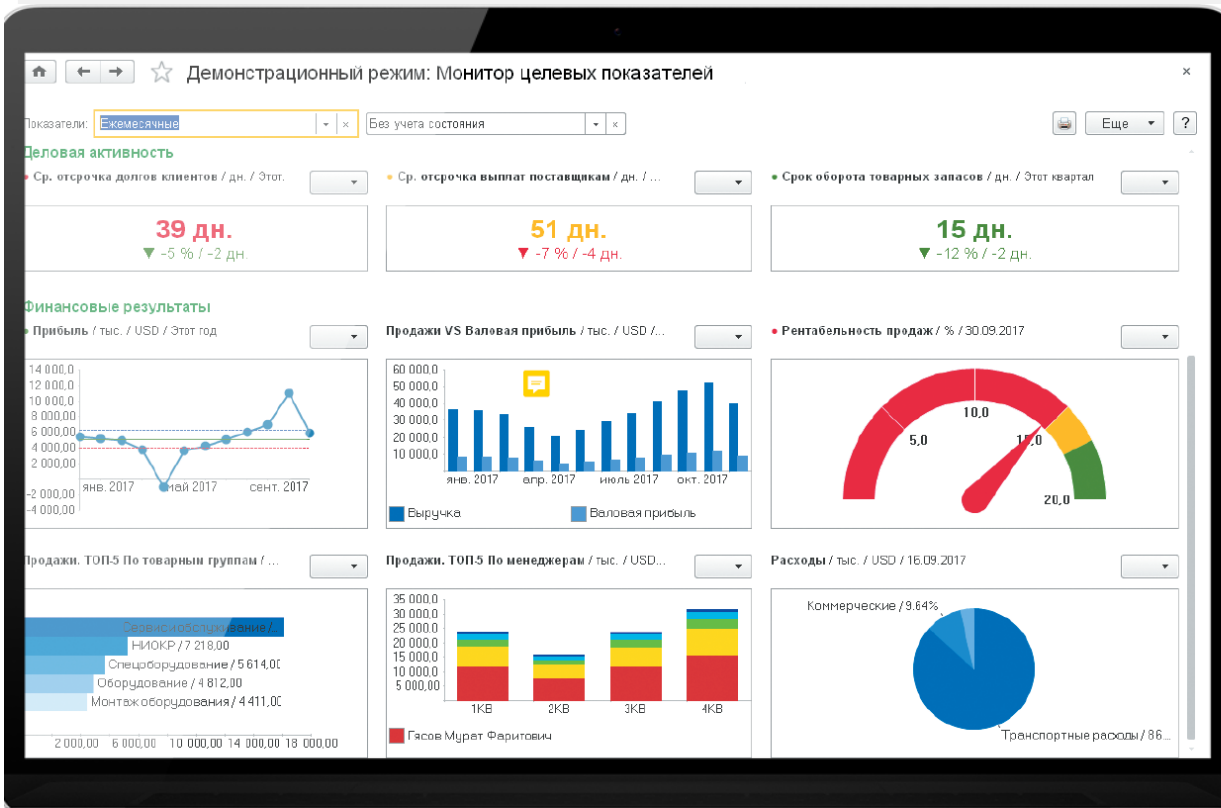 Демонстрационный режим: Монитор целевых показателей
Показатели: Ежемесячные Без учета состояния Еще ?
Деловая активность
Ср. отсрочка долгов клиентов / дн. / Этот.
Ср. отсрочка выплат поставщикам / дн. / ...
Срок оборота товарных запасов / дн. / Этот квартал
39 дн.
▼ -5 % / -2 дн.
51 дн.
▼ -7 % / -4 дн.
15 дн.
▼ -12 % / -2 дн.
Финансовые результаты
Прибыль / тыс. / USD / Этот год
14 000,0
12 000,0
10 000,0
8 000,00
6 000,00
4 000,00
2 000,00
-2 000,00
-4 000,00
янв. 2017 май 2017 сент. 2017
Продажи VS Валовая прибыль / тыс. / USD /...
60 000,0
50 000,0
40 000,0
30 000,0
20 000,0
10 000,0
янв. 2017 апр. 2017 июль 2017 окт. 2017
Выручка Валовая прибыль
Рентабельность продаж / % / 30.09.2017
10,0
5,0 15,0
20,0
Продажи. ТОП-5 По товарным группам / ...
Сервисн.обслуживание /...
НИОКР / 7 218,00
Спецоборудование / 5 614,00
Оборудование / 4 812,00
Монтаж оборудования / 4 411,00
2 000,00 6 000,00 10 000,00 14 000,00 18 000,00
Продажи. ТОП-5 По менеджерам / тыс. / USD...
35 000,0
30 000,0
25 000,0
20 000,0
15 000,0
10 000,0
5 000,00
1КВ 2КВ 3КВ 4КВ
Гясов Мурат Фаритович
Расходы / тыс. / USD / 16.09.2017
Коммерческие / 9.64%
Транспортные расходы / 86...